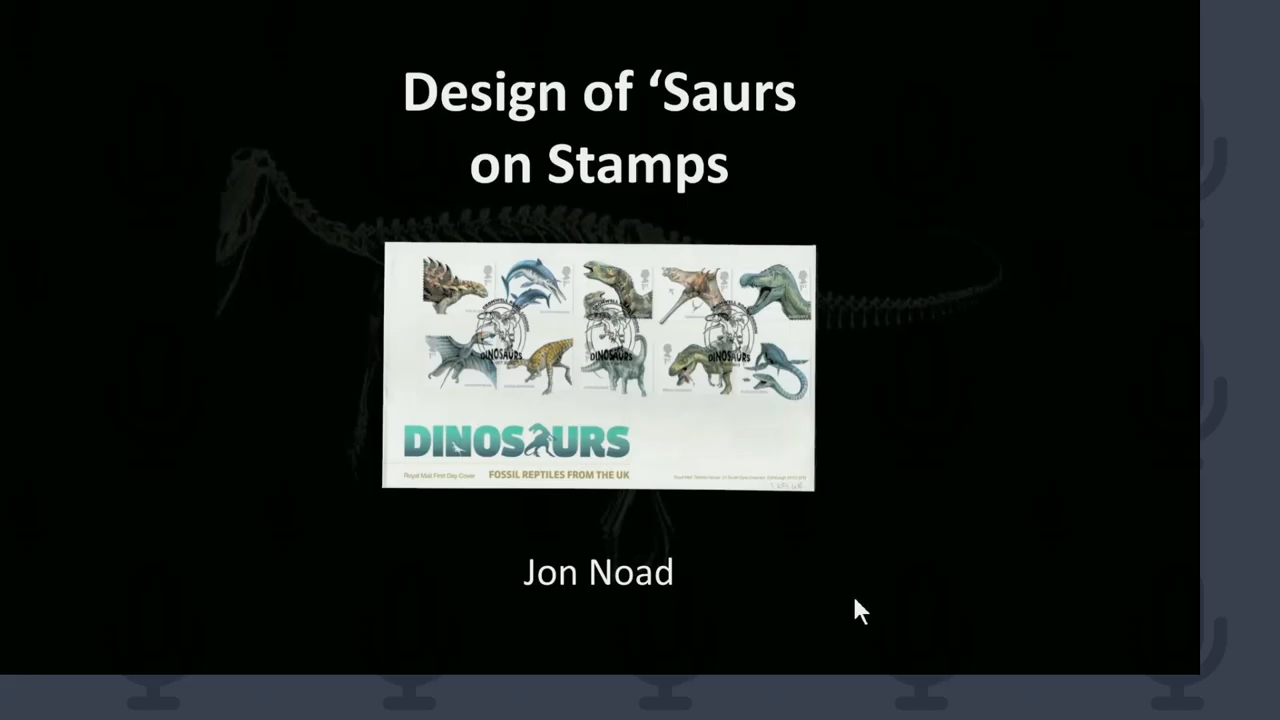 Design of ‘Saurs
on Stamps
DINOSAURS
DINOSAURS
DINOSAURS
DINOSAURS
Royal Mail First Day Cover
FOSSIL REPTILES FROM THE UK
Jon Noad